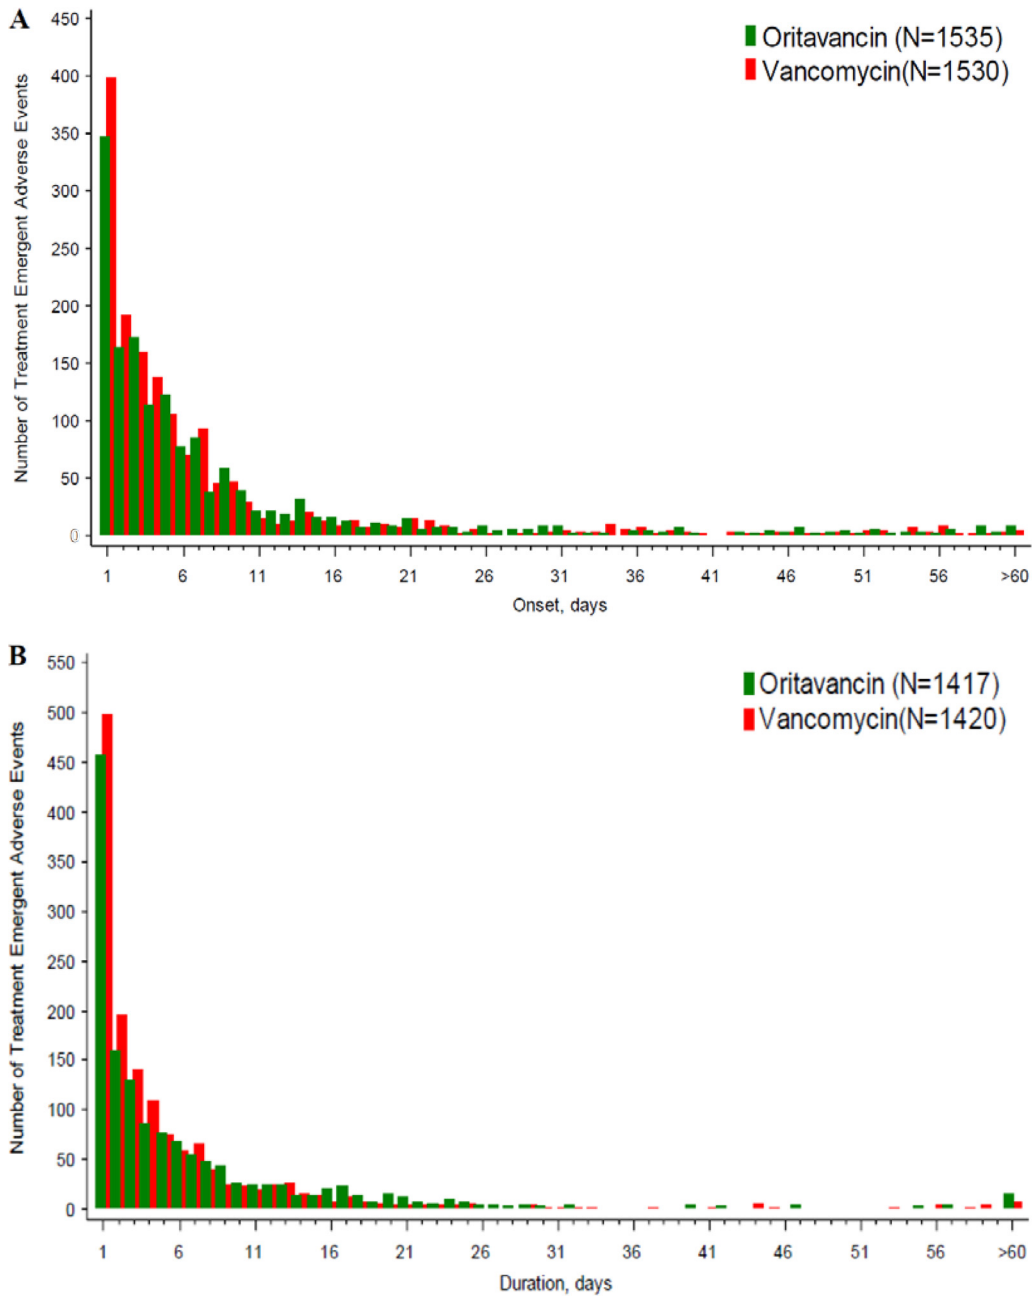 A
Number of Treatment Emergent Adverse Events
450
400
350
300
250
200
150
100
50
0
Oritavancin (N=1535)
Vancomycin(N=1530)
1 6 11 16 21 26 31 36 41 46 51 56 >60
Onset, days
B
Number of Treatment Emergent Adverse Events
550
500
450
400
350
300
250
200
150
100
50
0
Oritavancin (N=1417)
Vancomycin(N=1420)
1 6 11 16 21 26 31 36 41 46 51 56 >60
Duration, days